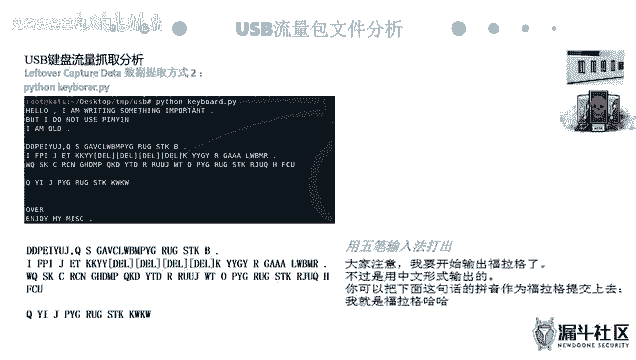 USB流量包文件分析
USB键盘流量抓取分析
Leftover Capture Data 数据提取方式 2 :
python keyborer.py
root@kali:~/Desktop/tmp/usb# python keyboard.py
HELLO , I AM WRITING SOMETHING IMPORTANT .
BUT I DO NOT USE PINYIN
I AM OLD .
DDPEIYUJ,Q S GAVCLWBMPYG RUG STK B .
I FPI J ET KKYY[DEL][DEL][DEL]K YYGY R GAAA LWBMR .
WQ SK C RCN GHDMP QKD YTD R RUUJ WT O PYG RUG STK RJUQ H FCU
Q YI J PYG RUG STK KWKW
OVER
ENJOY MY MISC .
DDPEIYUJ,Q S GAVCLWBMPYG RUG STK B .
I FPI J ET KKYY[DEL][DEL][DEL]K YYGY R GAAA LWBMR .
WQ SK C RCN GHDMP QKD YTD R RUUJ WT O PYG RUG STK RJUQ H
FCU
Q YI J PYG RUG STK KWKW
用五笔输入法打出
大家注意，我要开始输出福拉格了。
不过是用中文形式输出的。
你可以把下面这句话的拼音作为福拉格提交上去：
我就是福拉格哈哈
漏斗社区